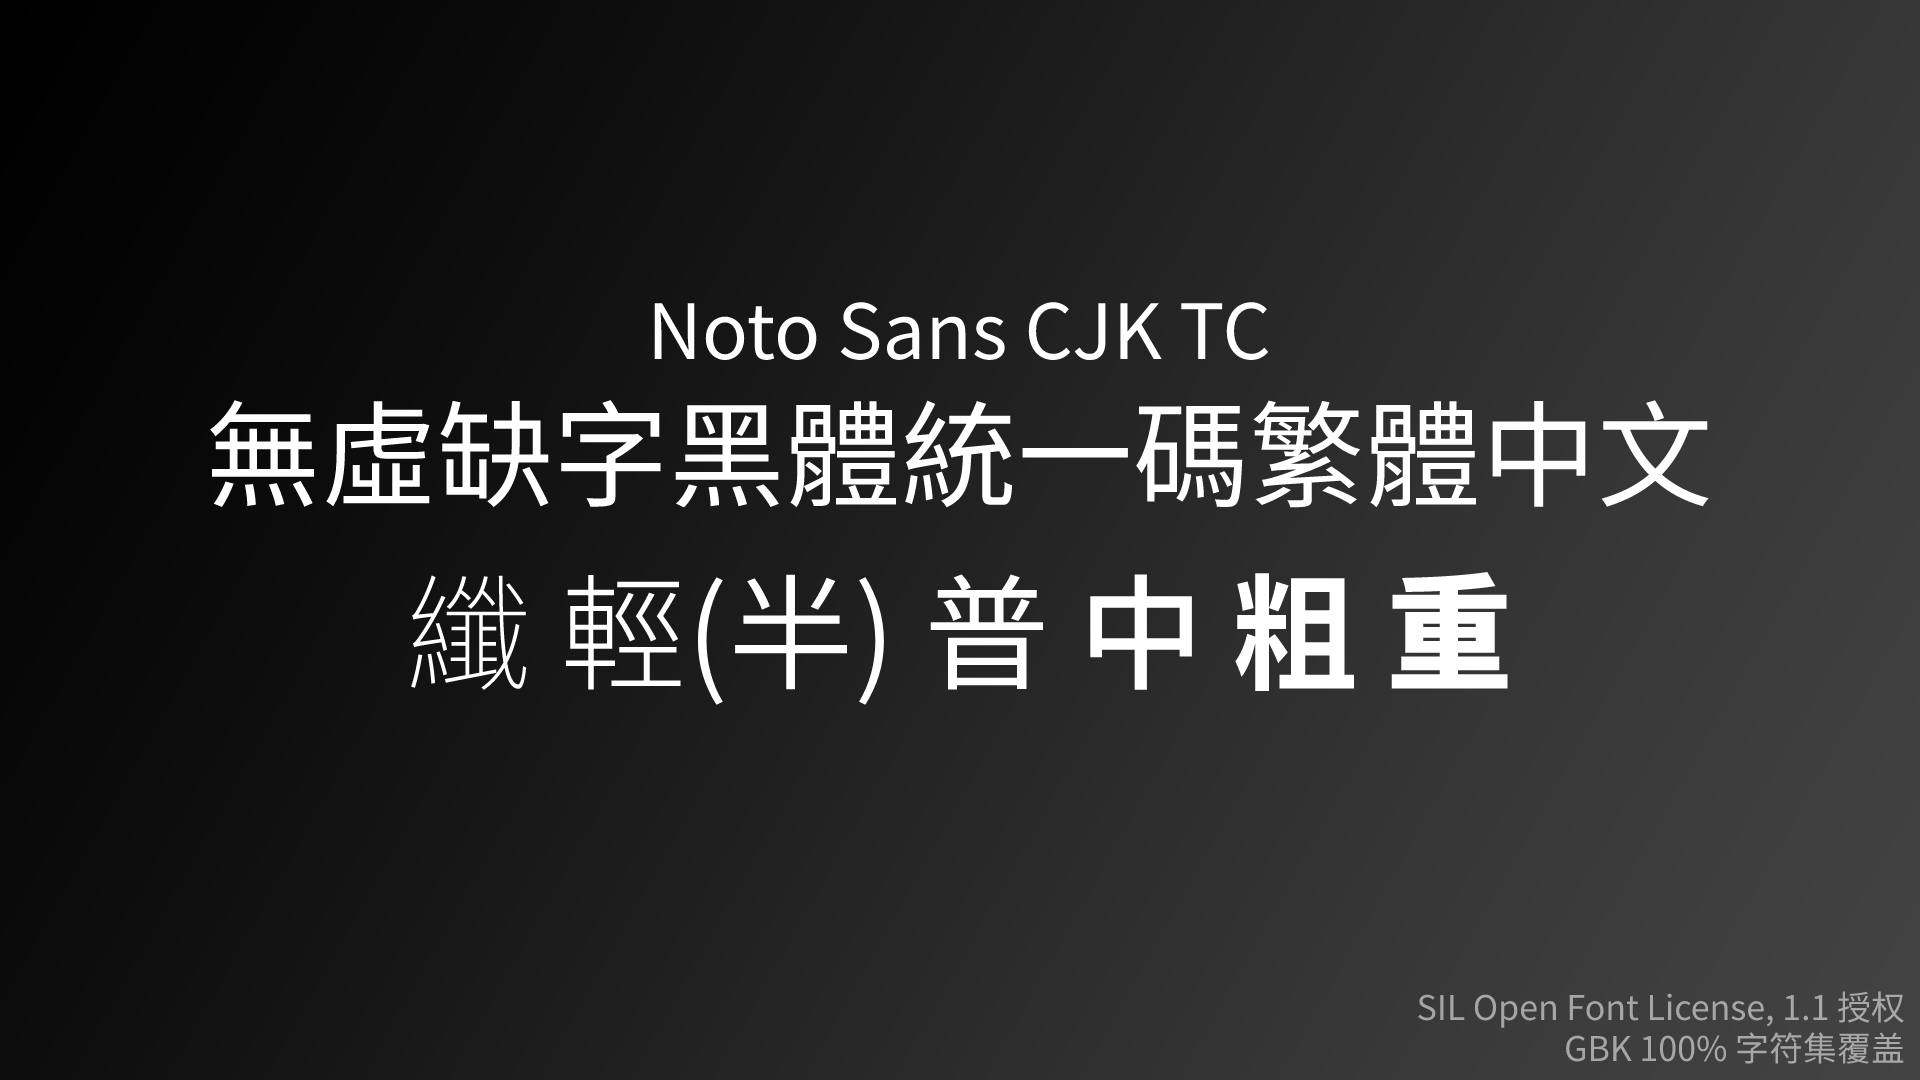 Noto Sans CJK TC
無虛缺字黑體統一碼繁體中文
纖 輕(半) 普 中 粗 重
SIL Open Font License, 1.1 授权
GBK 100% 字符集覆盖